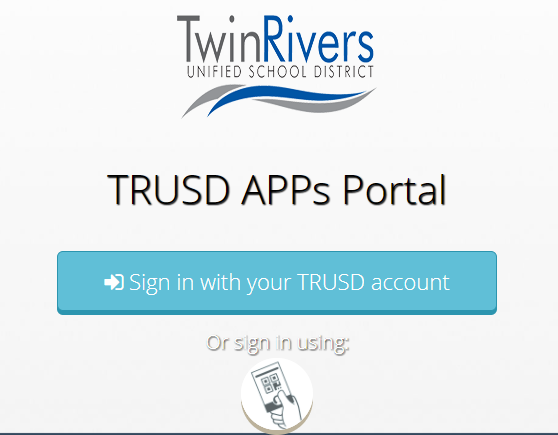 TwinRivers
UNIFIED SCHOOL DISTRICT
TRUSD APPs Portal
Sign in with your TRUSD account
Or sign in using: